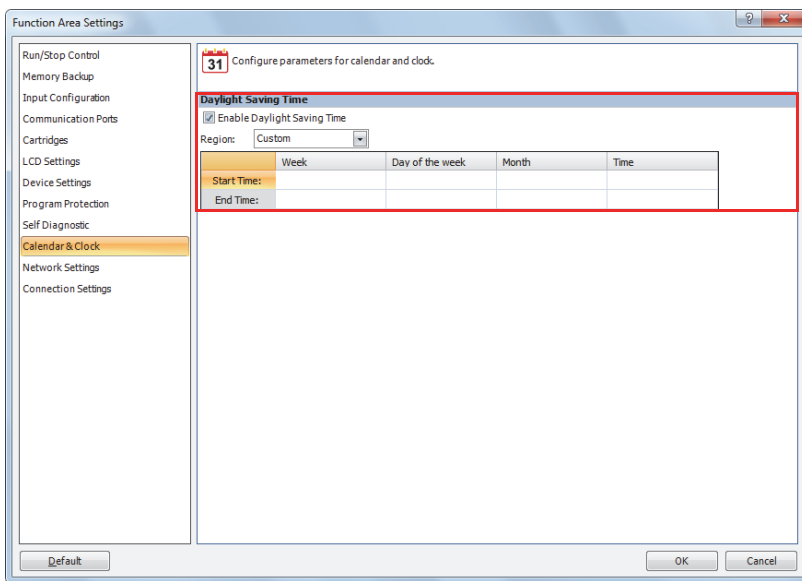 Function Area Settings
Run/Stop Control
Memory Backup
Input Configuration
Communication Ports
Cartridges
LCD Settings
Device Settings
Program Protection
Self Diagnostic
Calendar & Clock
Network Settings
Connection Settings
31 Configure parameters for calendar and clock.
Daylight Saving Time
Enable Daylight Saving Time
Region: Custom
Week Day of the week Month Time
Start Time:
End Time:
Default OK Cancel